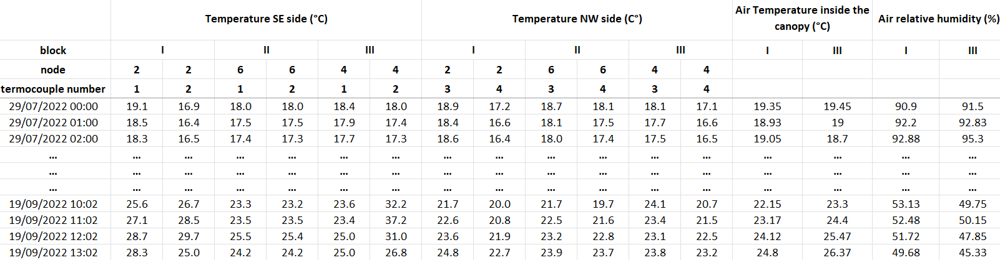 Temperature SE side (°C) Temperature NW side (C°) Air Temperature inside the canopy (°C) Air relative humidity (%)
block I II III I II III I III I III
node 2 2 6 6 4 4 2 2 6 6 4 4
termocouple number 1 2 1 2 1 2 3 4 3 4 3 4
29/07/2022 00:00 19.1 16.9 18.0 18.0 18.4 18.0 18.9 17.2 18.7 18.1 18.1 17.1 19.35 19.45 90.9 91.5
29/07/2022 01:00 18.5 16.4 17.5 17.5 17.9 17.4 18.4 16.6 18.1 17.5 17.7 16.6 18.93 19 92.2 92.83
29/07/2022 02:00 18.3 16.5 17.4 17.3 17.7 17.3 18.6 16.4 18.0 17.4 17.5 16.5 19.05 18.7 92.88 95.3
... ... ... ... ... ... ... ... ... ... ... ... ... ... ... ... ...
... ... ... ... ... ... ... ... ... ... ... ... ... ... ... ... ...
... ... ... ... ... ... ... ... ... ... ... ... ... ... ... ... ...
19/09/2022 10:02 25.6 26.7 23.3 23.2 23.6 32.2 21.7 20.0 21.7 19.7 24.1 20.7 22.15 23.3 53.13 49.75
19/09/2022 11:02 27.1 28.5 23.5 23.5 23.4 37.2 22.6 20.8 22.5 21.6 23.4 21.5 23.17 24.4 52.48 50.15
19/09/2022 12:02 28.7 29.7 25.5 25.4 25.0 31.0 23.6 21.9 23.2 22.8 23.1 22.5 24.12 25.47 51.72 47.85
19/09/2022 13:02 28.3 25.0 24.2 24.2 25.0 26.8 24.8 22.7 23.9 23.7 23.8 23.2 24.8 26.37 49.68 45.33